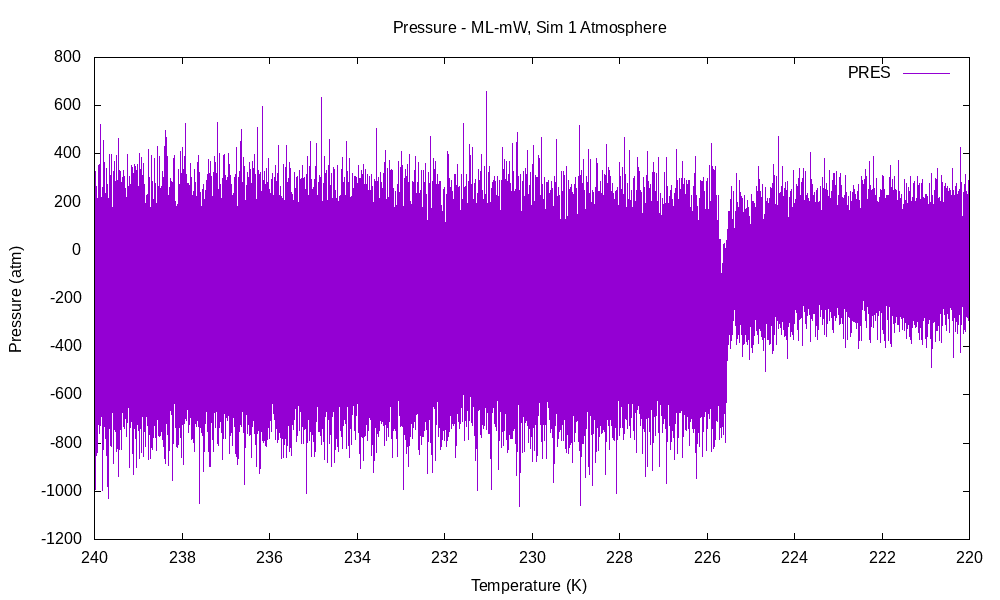 Pressure - ML-mW, Sim 1 Atmosphere
PRES
800
600
400
200
0
-200
-400
-600
-800
-1000
-1200
Pressure (atm)
240 238 236 234 232 230 228 226 224 222 220
Temperature (K)